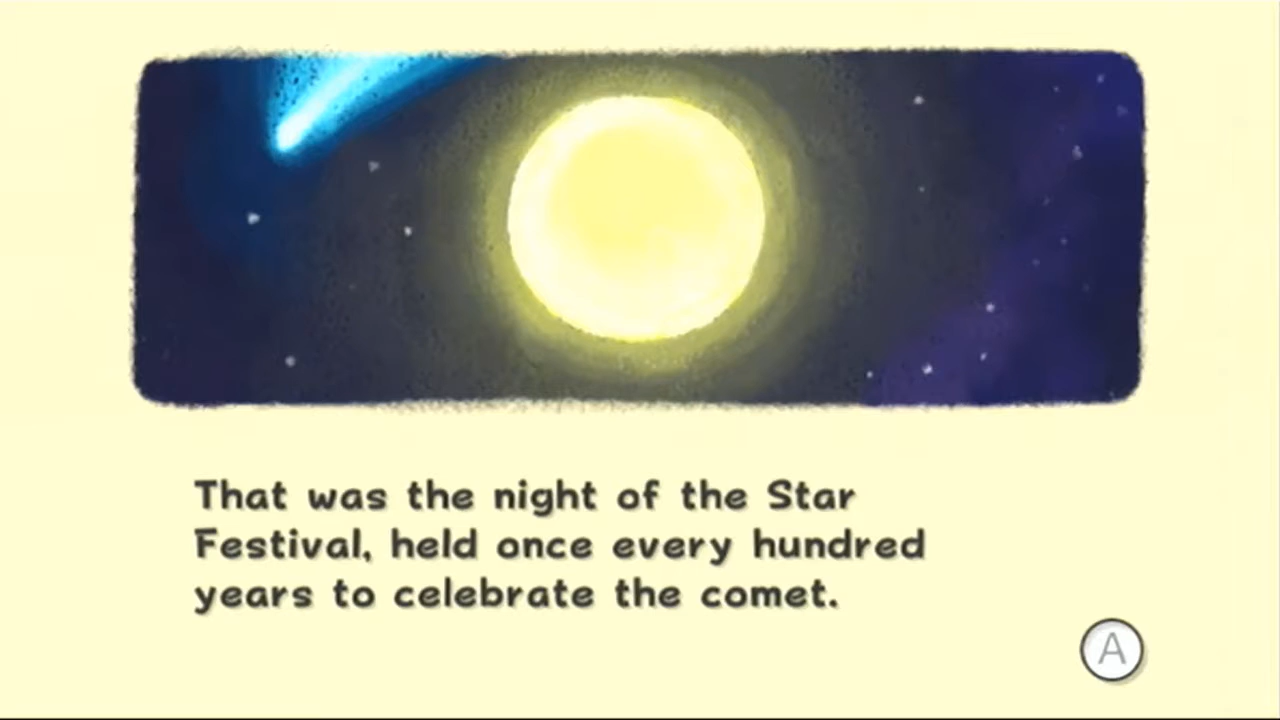 That was the night of the Star
Festival, held once every hundred
years to celebrate the comet.
A